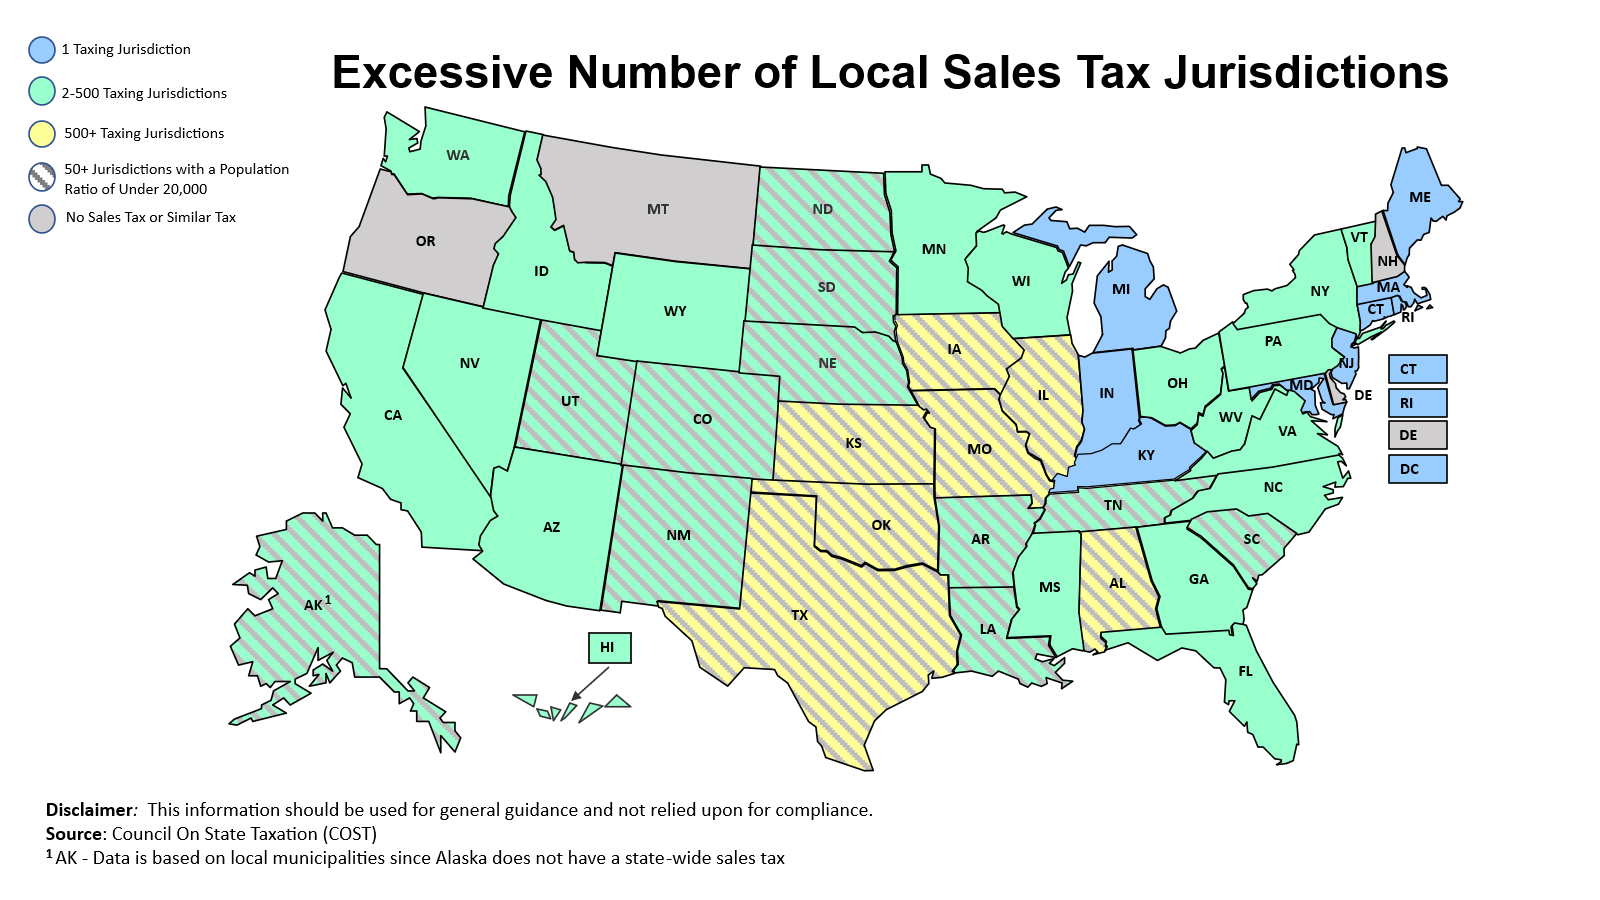 Excessive Number of Local Sales Tax Jurisdictions
1 Taxing Jurisdiction
2-500 Taxing Jurisdictions
500+ Taxing Jurisdictions
50+ Jurisdictions with a Population
Ratio of Under 20,000
No Sales Tax or Similar Tax
WA
OR
MT
ID
WY
ND
SD
NE
MN
WI
MI
ME
VT
NH
NY
MA
CT
RI
PA
NJ
MD
DE
CA
NV
UT
CO
KS
IA
IL
MO
IN
OH
KY
WV
VA
NC
TN
SC
AZ
NM
OK
AR
TX
LA
MS
AL
GA
FL
AK1
HI
CT
RI
DE
DC
Disclaimer: This information should be used for general guidance and not relied upon for compliance.
Source: Council On State Taxation (COST)
1 AK - Data is based on local municipalities since Alaska does not have a state-wide sales tax